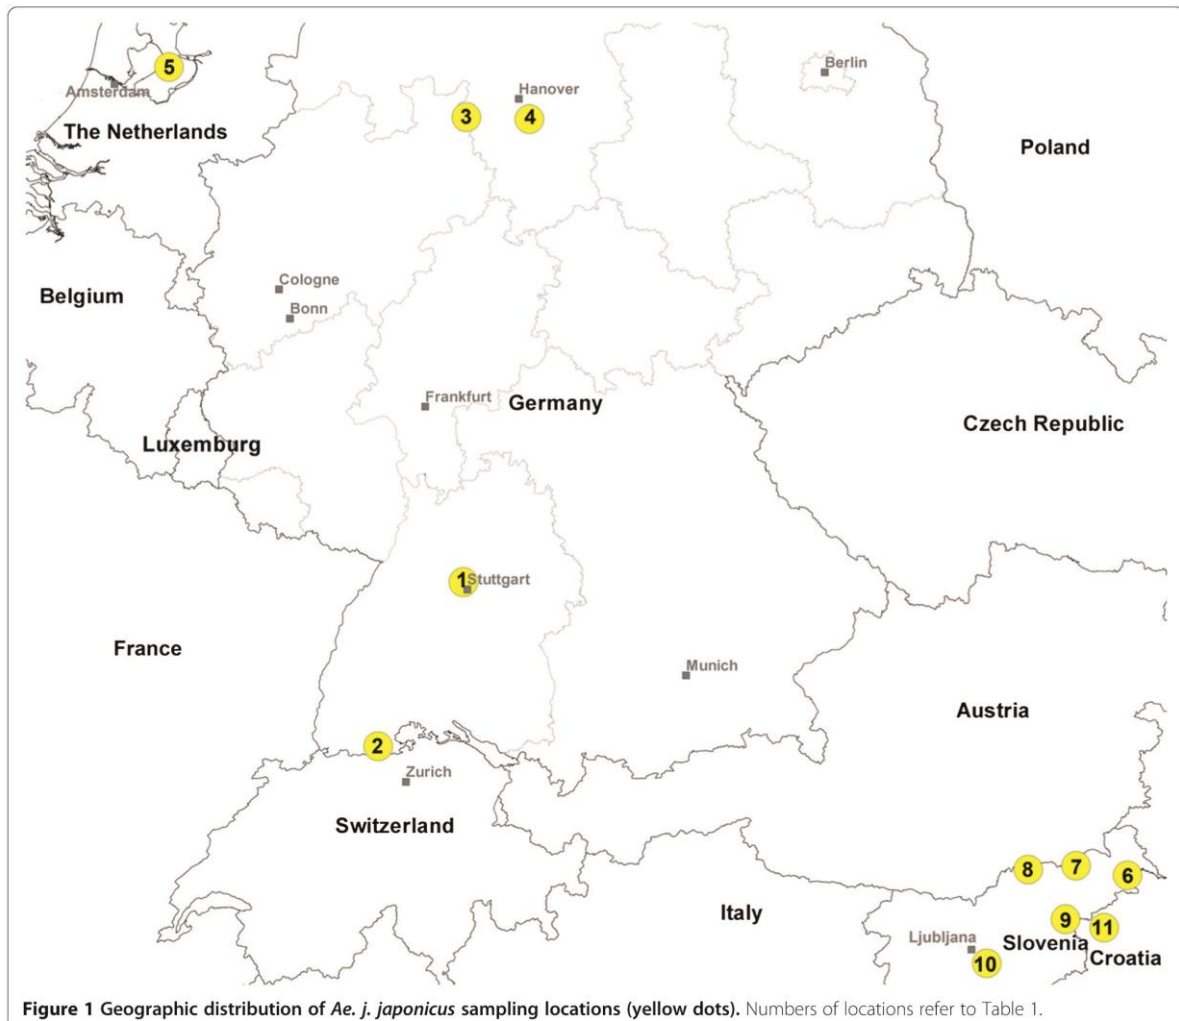 5
Amsterdam
The Netherlands
3
Hanover
4
Berlin
Poland
Cologne
Belgium
Bonn
Frankfurt
Germany
Czech Republic
Luxemburg
1
Stuttgart
France
Munich
Austria
2
Zurich
Switzerland
8
7
6
Italy
9
11
Ljubljana
Slovenia
Croatia
10
Figure 1 Geographic distribution of Ae. j. japonicus sampling locations (yellow dots). Numbers of locations refer to Table 1.